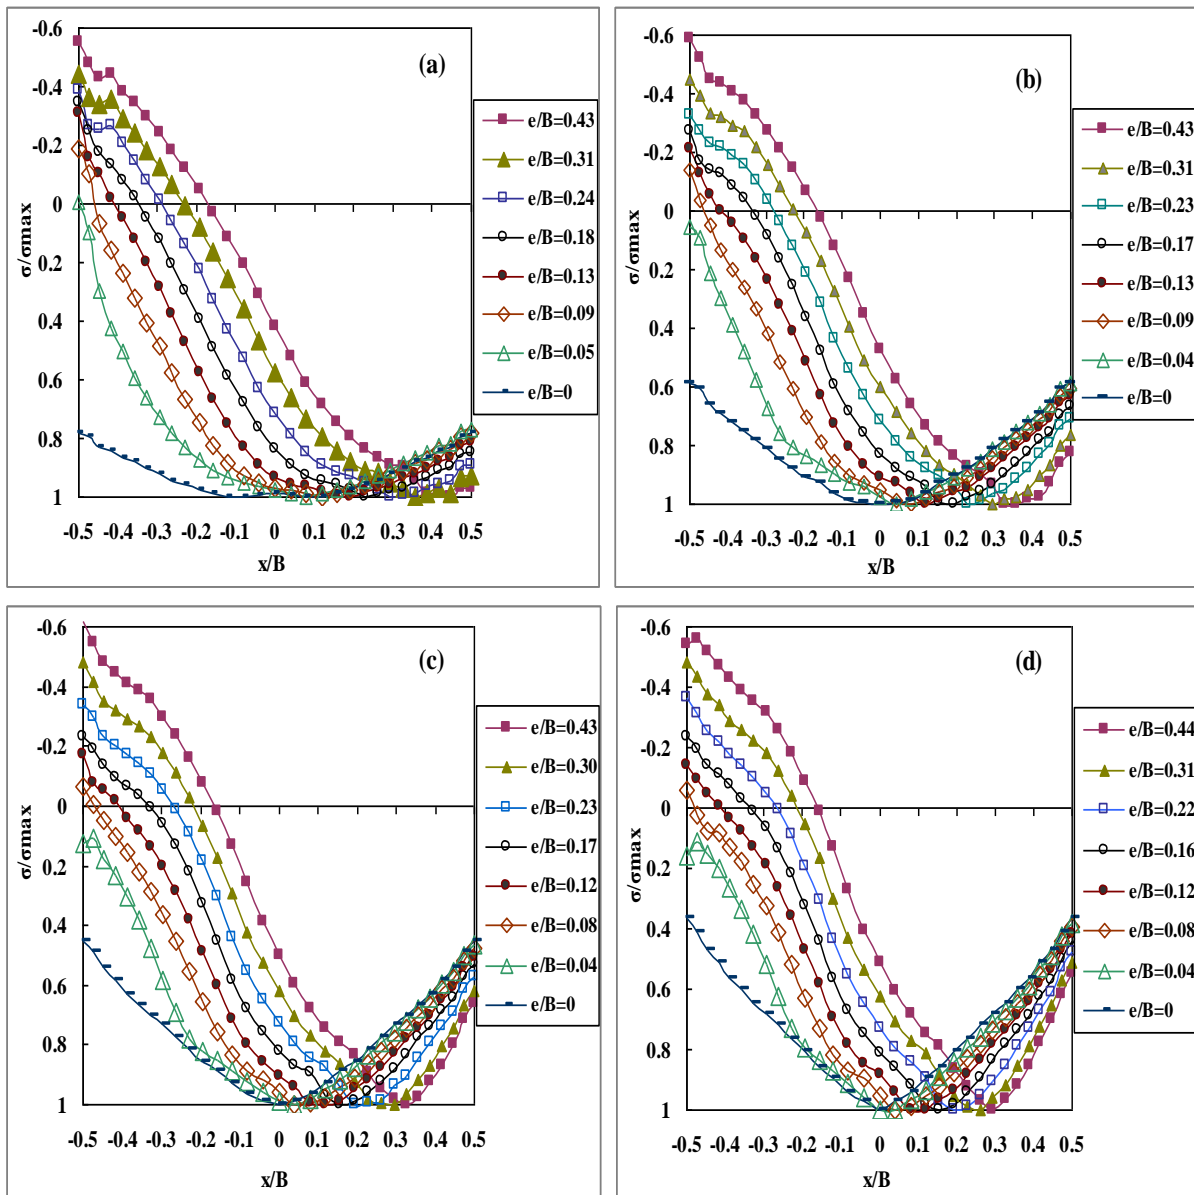 (a)
-0.6
-0.4
-0.2
0
0.2
0.4
0.6
0.8
1
σ/σmax
-0.5 -0.4 -0.3 -0.2 -0.1 0 0.1 0.2 0.3 0.4 0.5
x/B
e/B=0.43
e/B=0.31
e/B=0.24
e/B=0.18
e/B=0.13
e/B=0.09
e/B=0.05
e/B=0
(b)
-0.6
-0.4
-0.2
0
0.2
0.4
0.6
0.8
1
σ/σmax
-0.5 -0.4 -0.3 -0.2 -0.1 0 0.1 0.2 0.3 0.4 0.5
x/B
e/B=0.43
e/B=0.31
e/B=0.23
e/B=0.17
e/B=0.13
e/B=0.09
e/B=0.04
e/B=0
(c)
-0.6
-0.4
-0.2
0
0.2
0.4
0.6
0.8
1
σ/σmax
-0.5 -0.4 -0.3 -0.2 -0.1 0 0.1 0.2 0.3 0.4 0.5
x/B
e/B=0.43
e/B=0.30
e/B=0.23
e/B=0.17
e/B=0.12
e/B=0.08
e/B=0.04
e/B=0
(d)
-0.6
-0.4
-0.2
0
0.2
0.4
0.6
0.8
1
σ/σmax
-0.5 -0.4 -0.3 -0.2 -0.1 0 0.1 0.2 0.3 0.4 0.5
x/B
e/B=0.44
e/B=0.31
e/B=0.22
e/B=0.16
e/B=0.12
e/B=0.08
e/B=0.04
e/B=0